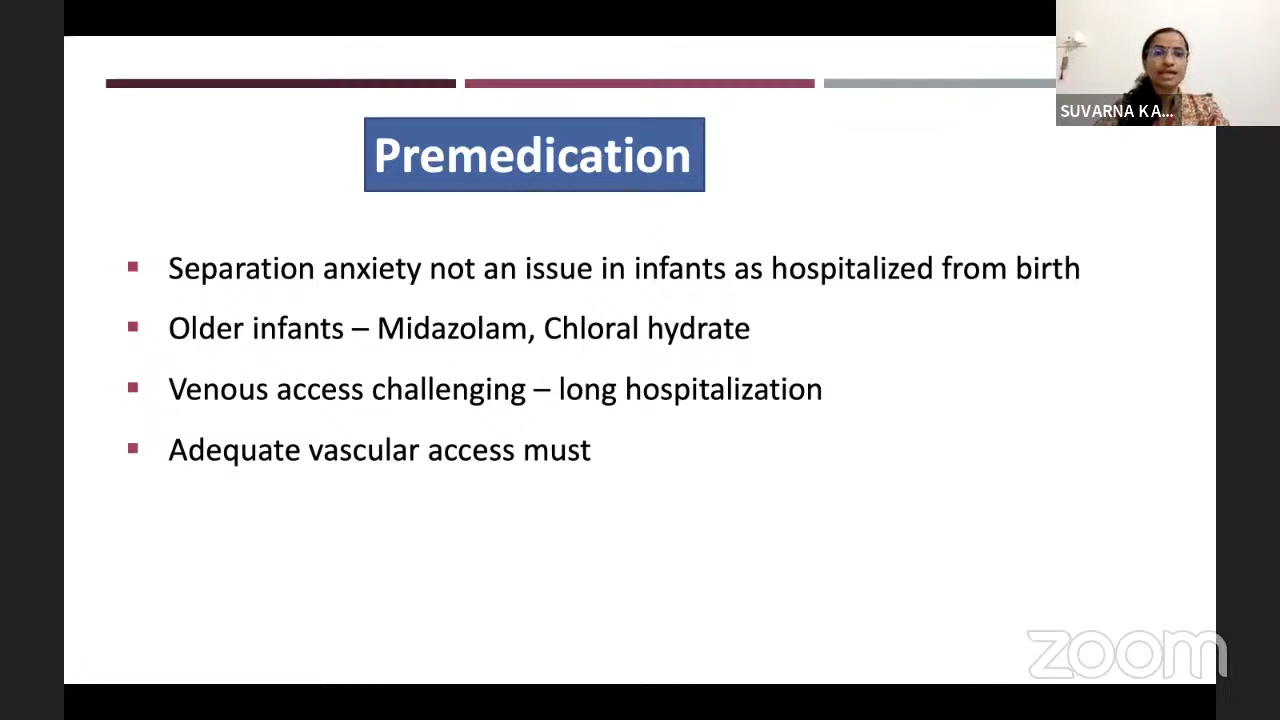 SUVARNA K A...
Premedication
Separation anxiety not an issue in infants as hospitalized from birth
Older infants – Midazolam, Chloral hydrate
Venous access challenging – long hospitalization
Adequate vascular access must
zoom